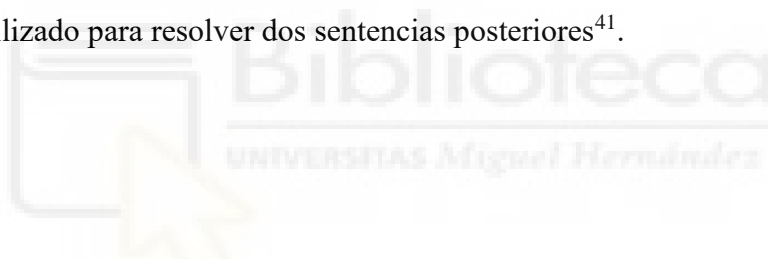 lizado para resolver dos sentencias posteriores⁴¹.
Biblioteca
UNIVERSITAS Miguel Hernández